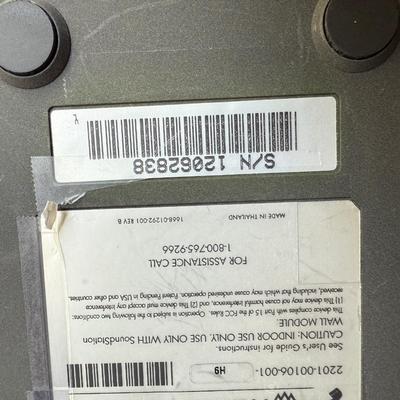 2201-00106-001- H9
See User's Guide for instructions.
CAUTION: INDOOR USE ONLY. USE ONLY WITH SoundStation
WALL MODULE.
This device complies with Part 15 of the FCC Rules. Operation is subject to the following two conditions:
(1) This device may not cause harmful interference, and (2) This device must accept any interference
received, including that which may cause undesired operation. Patent Pending in USA and other countries
FOR ASSISTANCE CALL
1-800-765-9266
1668-01292-001 REV B MADE IN THAILAND
S/N 12062838